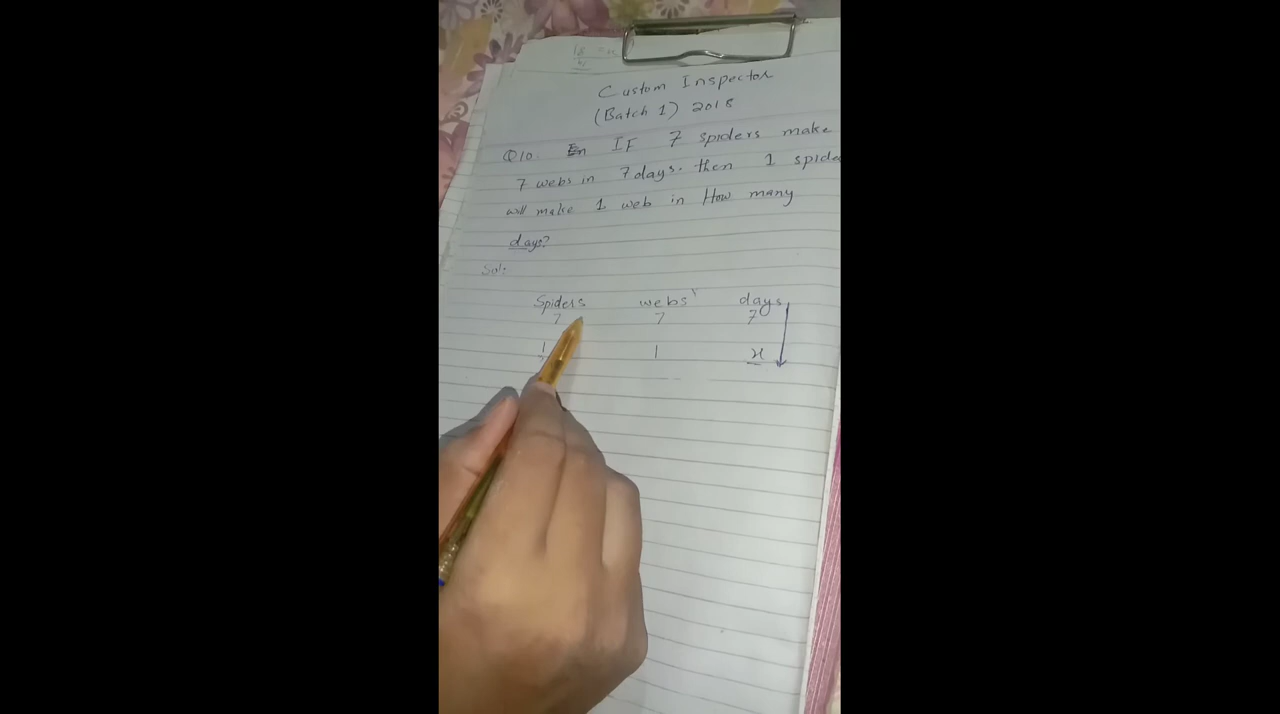 Custom Inspector
(Batch 1) 2018
Q10. IF 7 spiders make
7 webs in 7 days. then 1 spide
will make 1 web in How many
days?
Sol:
Spiders webs days
7 7 7
1 1 x